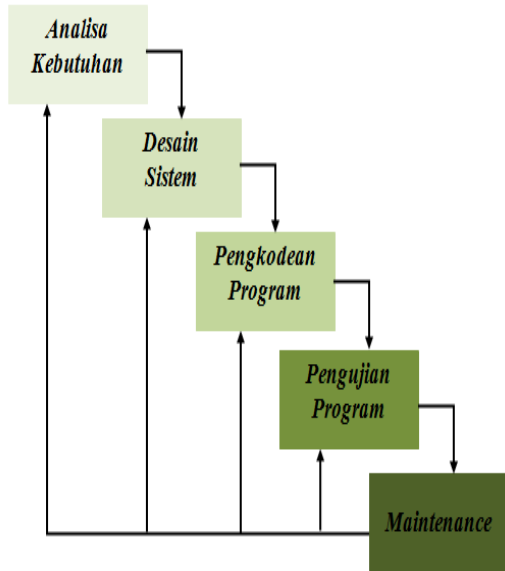 Analisa
Kebutuhan
Desain
Sistem
Pengkodean
Program
Pengujian
Program
Maintenance